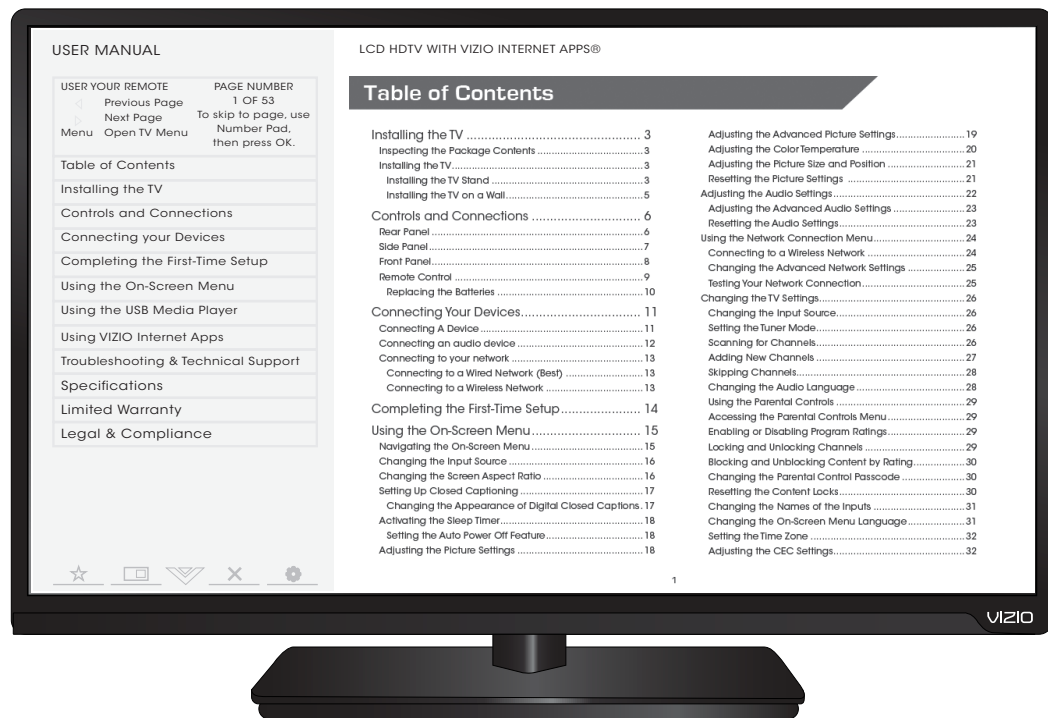 USER MANUAL
USER YOUR REMOTE
Previous Page
Next Page
Menu Open TV Menu
PAGE NUMBER
1 OF 53
To skip to page, use
Number Pad,
then press OK.
Table of Contents
Installing the TV
Controls and Connections
Connecting your Devices
Completing the First-Time Setup
Using the On-Screen Menu
Using the USB Media Player
Using VIZIO Internet Apps
Troubleshooting & Technical Support
Specifications
Limited Warranty
Legal & Compliance
LCD HDTV WITH VIZIO INTERNET APPS®
Table of Contents
Installing the TV ........ 3
Inspecting the Package Contents ........ 3
Installing the TV........ 3
Installing the TV Stand ........ 3
Installing the TV on a Wall........ 5
Controls and Connections ........ 6
Rear Panel........ 6
Side Panel........ 7
Front Panel........ 8
Remote Control ........ 9
Replacing the Batteries ........ 10
Connecting Your Devices........ 11
Connecting A Device ........ 11
Connecting an audio device ........ 12
Connecting to your network ........ 13
Connecting to a Wired Network (Best) ........ 13
Connecting to a Wireless Network ........ 13
Completing the First-Time Setup........ 14
Using the On-Screen Menu........ 15
Navigating the On-Screen Menu........ 15
Changing the Input Source ........ 16
Changing the Screen Aspect Ratio ........ 16
Setting Up Closed Captioning ........ 17
Changing the Appearance of Digital Closed Captions. 17
Activating the Sleep Timer........ 18
Setting the Auto Power Off Feature........ 18
Adjusting the Picture Settings ........ 18
Adjusting the Advanced Picture Settings........ 19
Adjusting the Color Temperature ........ 20
Adjusting the Picture Size and Position ........ 21
Resetting the Picture Settings ........ 21
Adjusting the Audio Settings........ 22
Adjusting the Advanced Audio Settings ........ 23
Resetting the Audio Settings........ 23
Using the Network Connection Menu........ 24
Connecting to a Wireless Network ........ 24
Changing the Advanced Network Settings ........ 25
Testing Your Network Connection........ 25
Changing the TV Settings........ 26
Changing the Input Source........ 26
Setting the Tuner Mode........ 26
Scanning for Channels........ 26
Adding New Channels ........ 27
Skipping Channels........ 28
Changing the Audio Language ........ 28
Using the Parental Controls ........ 29
Accessing the Parental Controls Menu ........ 29
Enabling or Disabling Program Ratings........ 29
Locking and Unlocking Channels ........ 29
Blocking and Unblocking Content by Rating........ 30
Changing the Parental Control Passcode ........ 30
Resetting the Content Locks........ 30
Changing the Names of the Inputs ........ 31
Changing the On-Screen Menu Language........ 31
Setting the Time Zone ........ 32
Adjusting the CEC Settings........ 32
1
VIZIO